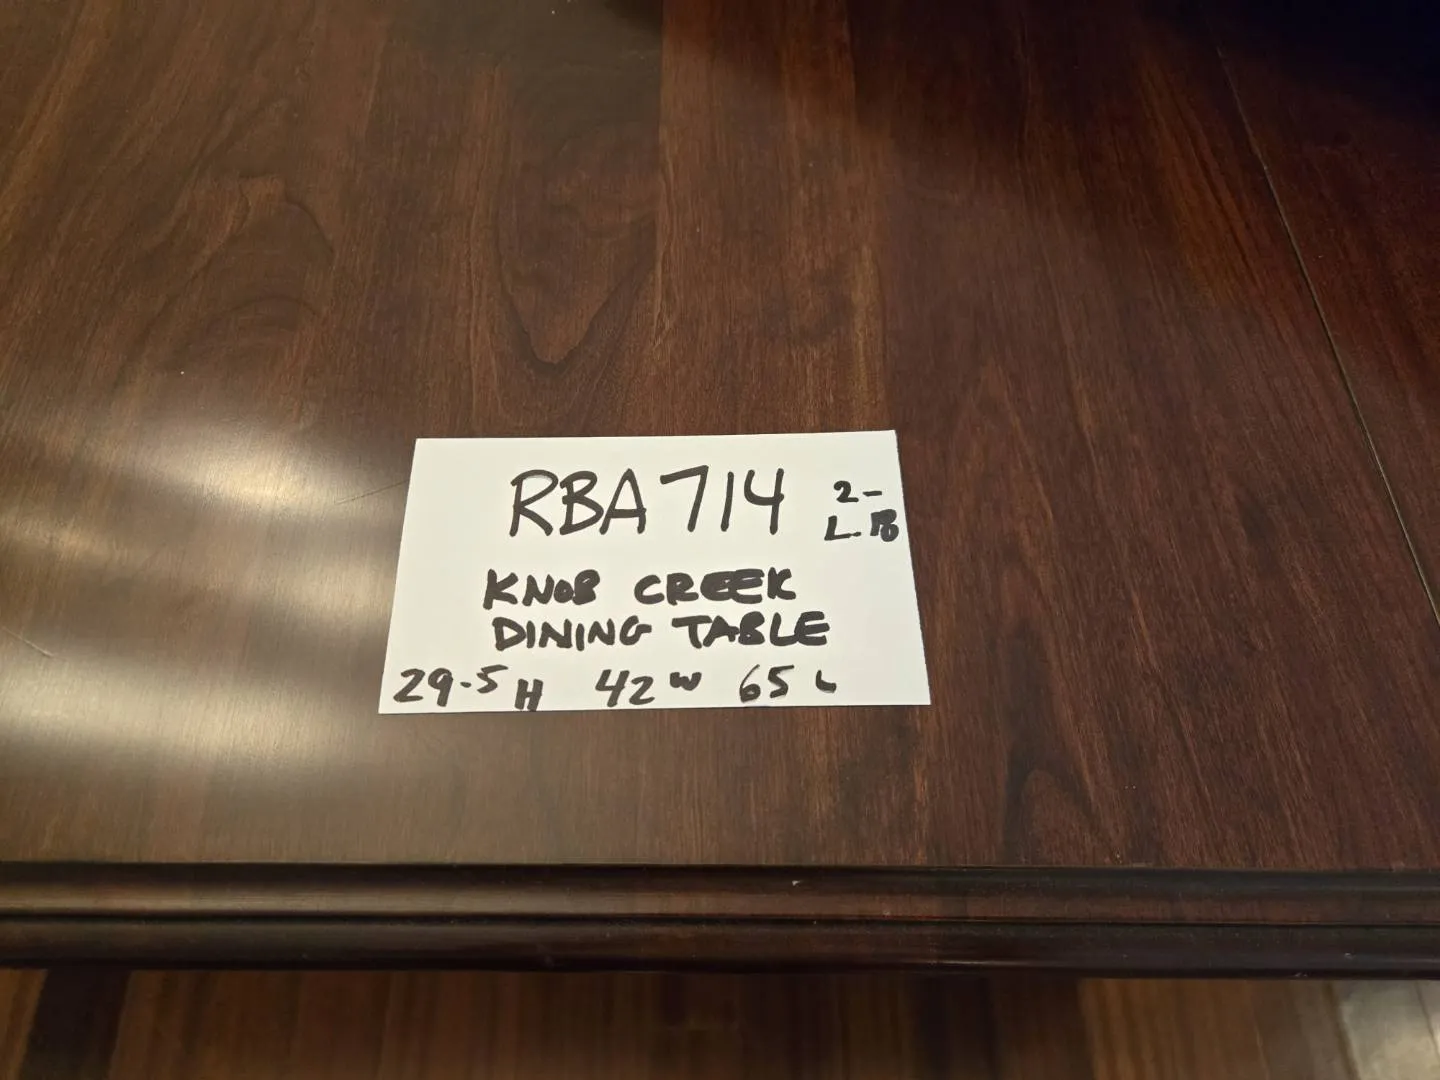 RBA714
2-
KNOB CREEK
DINING TABLE
29.5 H 42 W 65 L